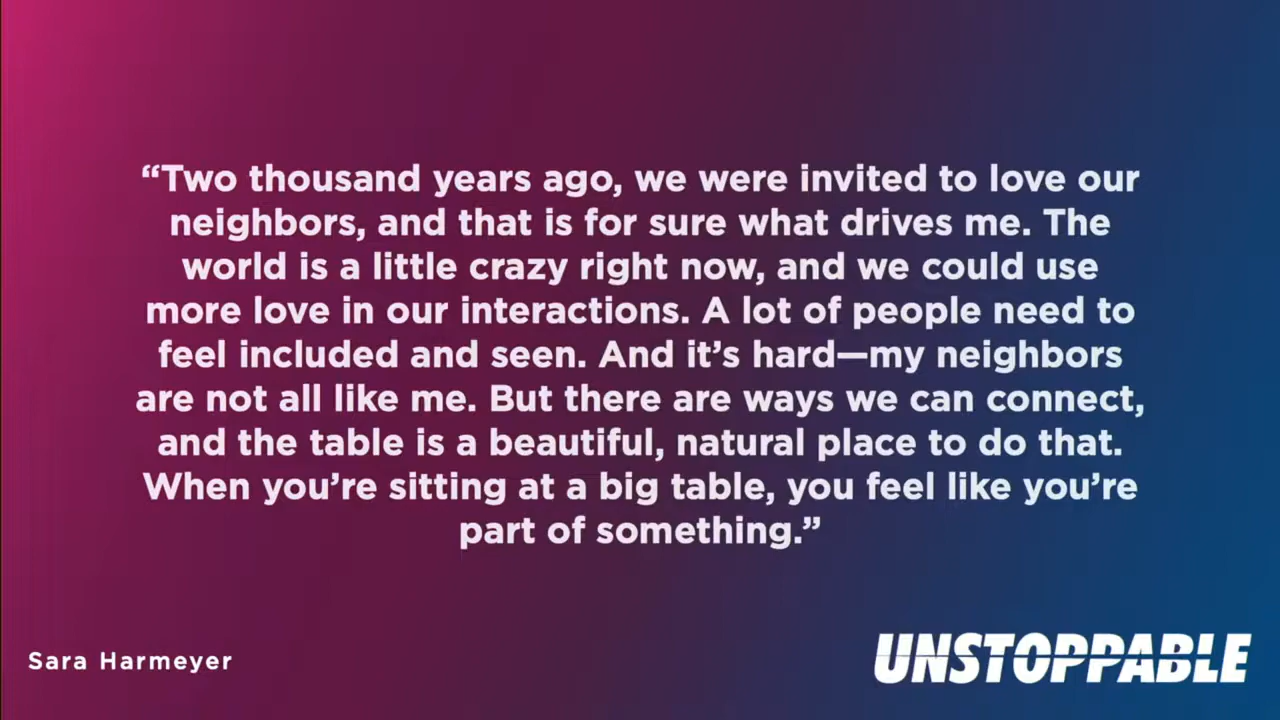 “Two thousand years ago, we were invited to love our
neighbors, and that is for sure what drives me. The
world is a little crazy right now, and we could use
more love in our interactions. A lot of people need to
feel included and seen. And it’s hard—my neighbors
are not all like me. But there are ways we can connect,
and the table is a beautiful, natural place to do that.
When you’re sitting at a big table, you feel like you’re
part of something.”
Sara Harmeyer
UNSTOPPABLE